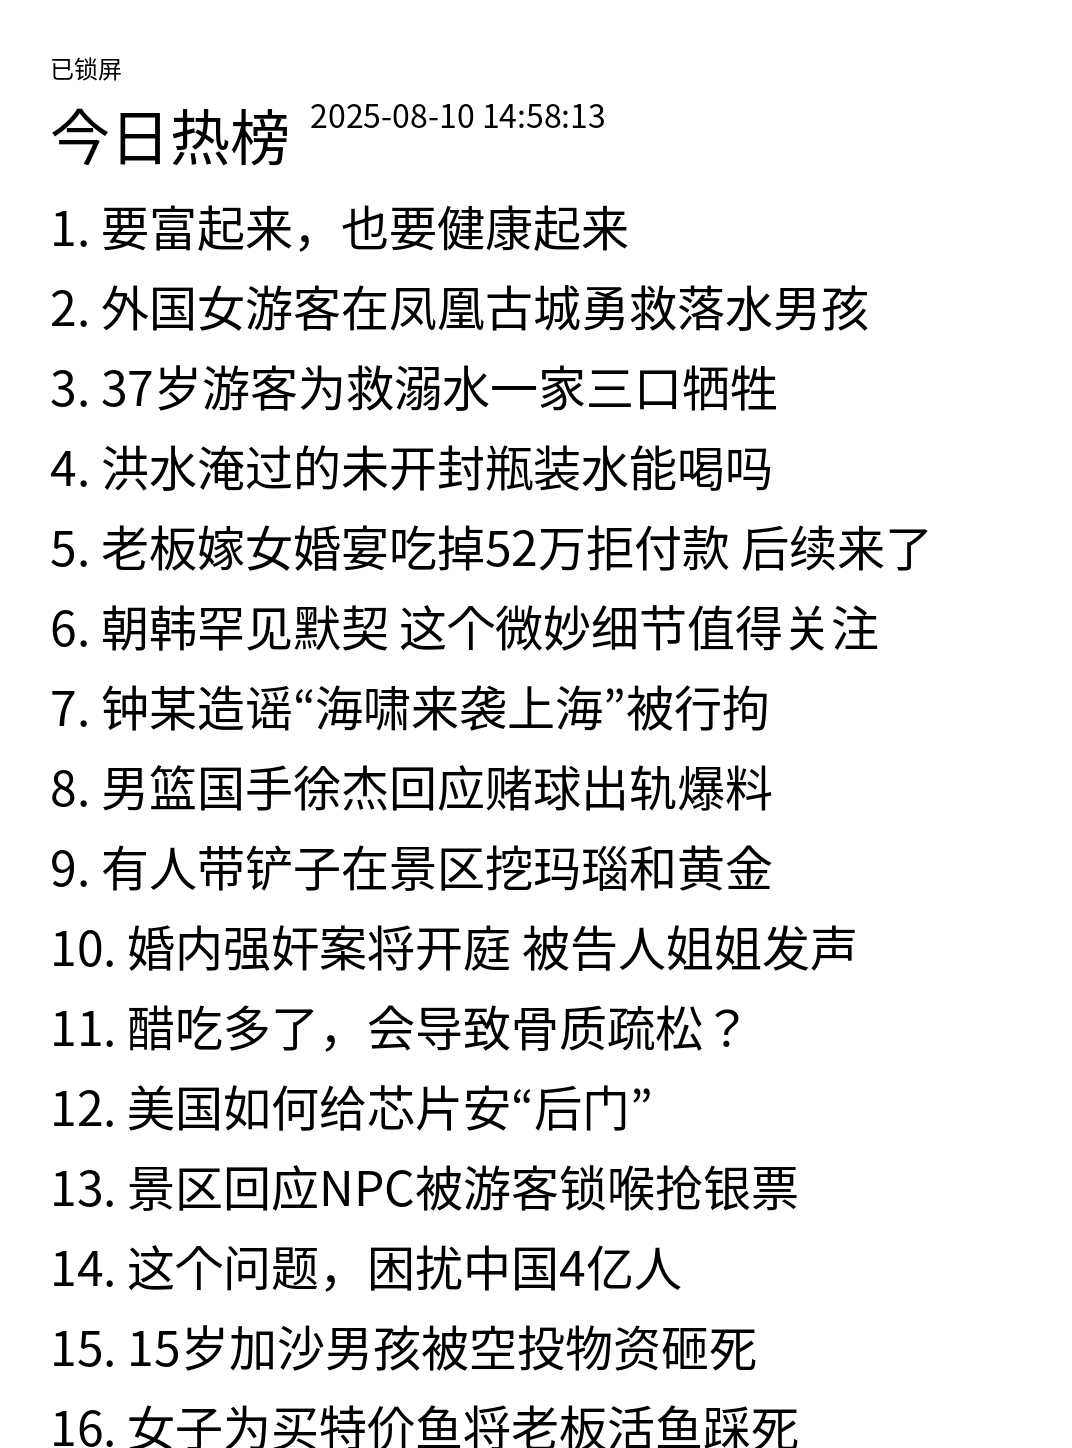 已锁屏
今日热榜 2025-08-10 14:58:13
1. 要富起来，也要健康起来
2. 外国女游客在凤凰古城勇救落水男孩
3. 37岁游客为救溺水一家三口牺牲
4. 洪水淹过的未开封瓶装水能喝吗
5. 老板嫁女婚宴吃掉52万拒付款 后续来了
6. 朝韩罕见默契 这个微妙细节值得关注
7. 钟某造谣“海啸来袭上海”被行拘
8. 男篮国手徐杰回应赌球出轨爆料
9. 有人带铲子在景区挖玛瑙和黄金
10. 婚内强奸案将开庭 被告人姐姐发声
11. 醋吃多了，会导致骨质疏松？
12. 美国如何给芯片安“后门”
13. 景区回应NPC被游客锁喉抢银票
14. 这个问题，困扰中国4亿人
15. 15岁加沙男孩被空投物资砸死
16. 女子为买特价鱼将老板活鱼踩死